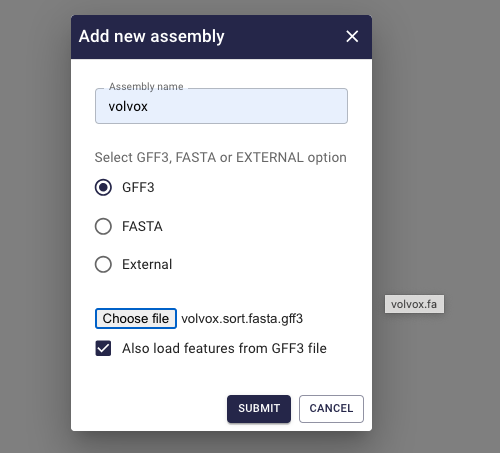 Add new assembly
Assembly name
volvox
Select GFF3, FASTA or EXTERNAL option
GFF3
FASTA
External
volvox.fa
Choose file volvox.sort.fasta.gff3
Also load features from GFF3 file
SUBMIT CANCEL